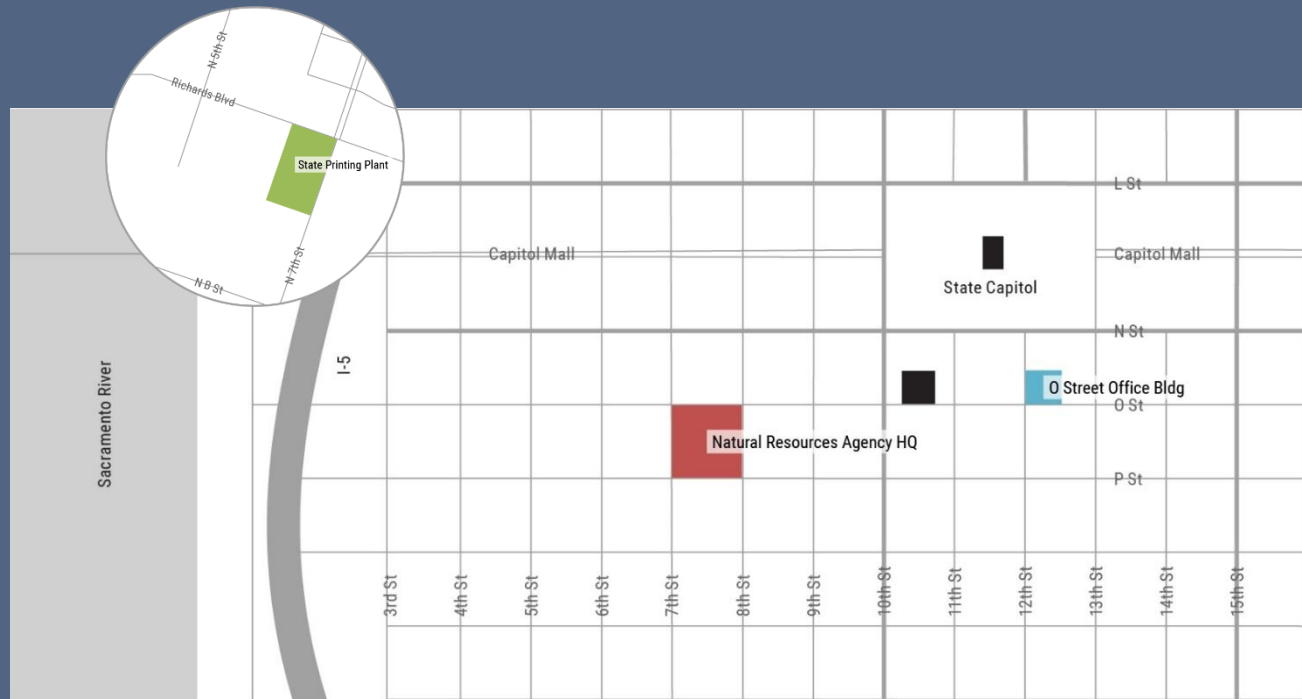 N 5th St
Richards Blvd
State Printing Plant
N 7th St
N B St
L St
Capitol Mall
Capitol Mall
State Capitol
N St
I-5
Sacramento River
O Street Office Bldg
O St
Natural Resources Agency HQ
P St
3rd St
4th St
5th St
6th St
7th St
8th St
9th St
10th St
11th St
12th St
13th St
14th St
15th St